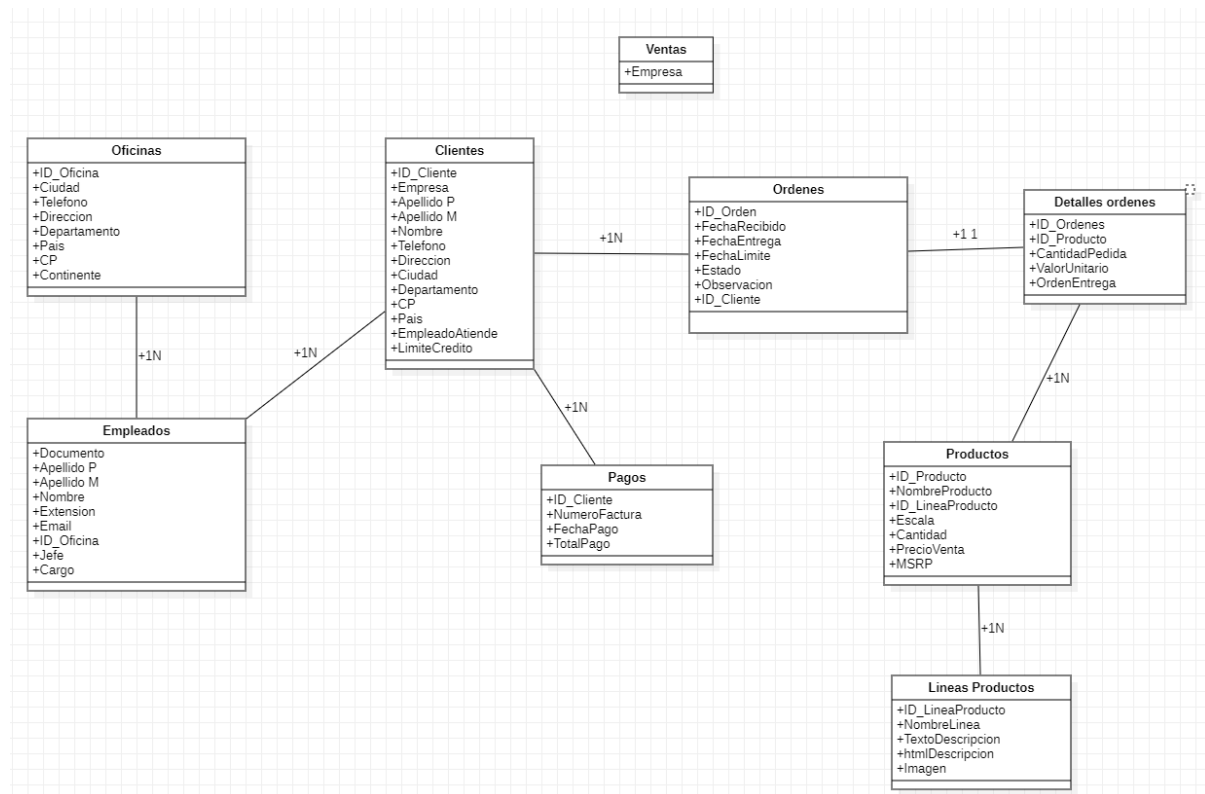 Ventas
+Empresa
Oficinas
+ID_Oficina
+Ciudad
+Telefono
+Direccion
+Departamento
+Pais
+CP
+Continente
Clientes
+ID_Cliente
+Empresa
+Apellido P
+Apellido M
+Nombre
+Telefono
+Direccion
+Ciudad
+Departamento
+CP
+Pais
+EmpleadoAtiende
+LimiteCredito
+1N
Ordenes
+ID_Orden
+FechaRecibido
+FechaEntrega
+FechaLimite
+Estado
+Observacion
+ID_Cliente
+1 1
Detalles ordenes
+ID_Ordenes
+ID_Producto
+CantidadPedida
+ValorUnitario
+OrdenEntrega
+1N
+1N
+1N
+1N
Empleados
+Documento
+Apellido P
+Apellido M
+Nombre
+Extension
+Email
+ID_Oficina
+Jefe
+Cargo
Pagos
+ID_Cliente
+NumeroFactura
+FechaPago
+TotalPago
Productos
+ID_Producto
+NombreProducto
+ID_LineaProducto
+Escala
+Cantidad
+PrecioVenta
+MSRP
+1N
Lineas Productos
+ID_LineaProducto
+NombreLinea
+TextoDescripcion
+htmlDescripcion
+Imagen